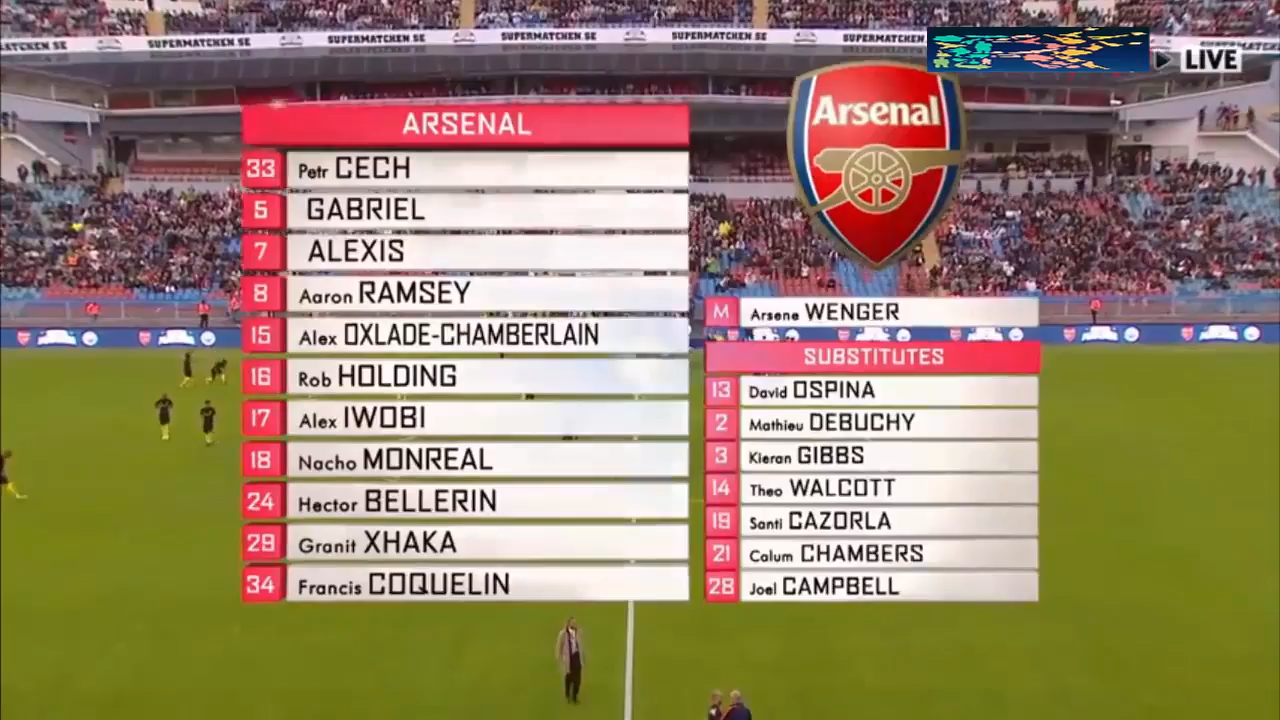 SUPERMATCHEN.SE SUPERMATCHEN.SE SUPERMATCHEN.SE SUPERMATCHEN.SE SUPERMATCHEN.SE
LIVE
Arsenal
ARSENAL
33 Petr CECH
5 GABRIEL
7 ALEXIS
8 Aaron RAMSEY
15 Alex OXLADE-CHAMBERLAIN
16 Rob HOLDING
17 Alex IWOBI
18 Nacho MONREAL
24 Hector BELLERIN
29 Granit XHAKA
34 Francis COQUELIN
M Arsene WENGER
SUBSTITUTES
13 David OSPINA
2 Mathieu DEBUCHY
3 Kieran GIBBS
14 Theo WALCOTT
19 Santi CAZORLA
21 Calum CHAMBERS
28 Joel CAMPBELL